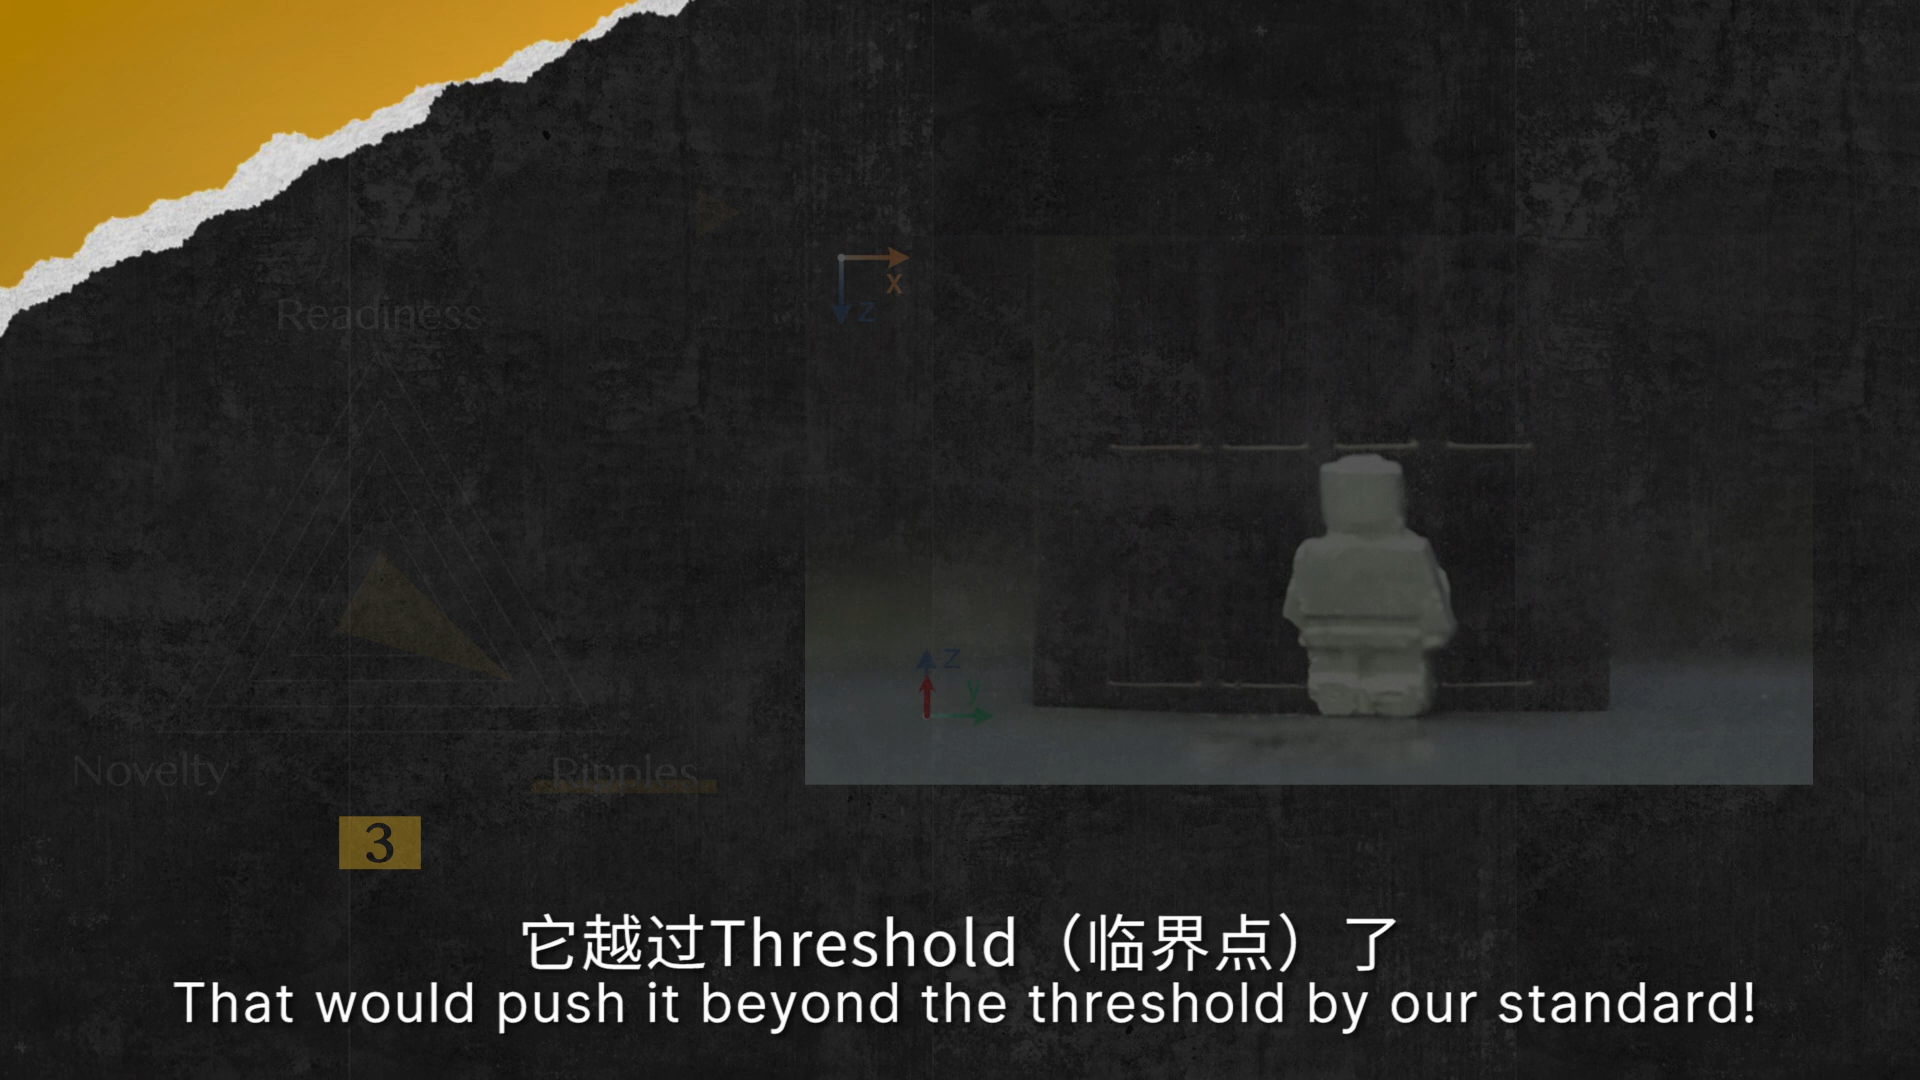 Readiness
x
z
z
y
Novelty
Ripples
3
它越过Threshold（临界点）了
That would push it beyond the threshold by our standard!